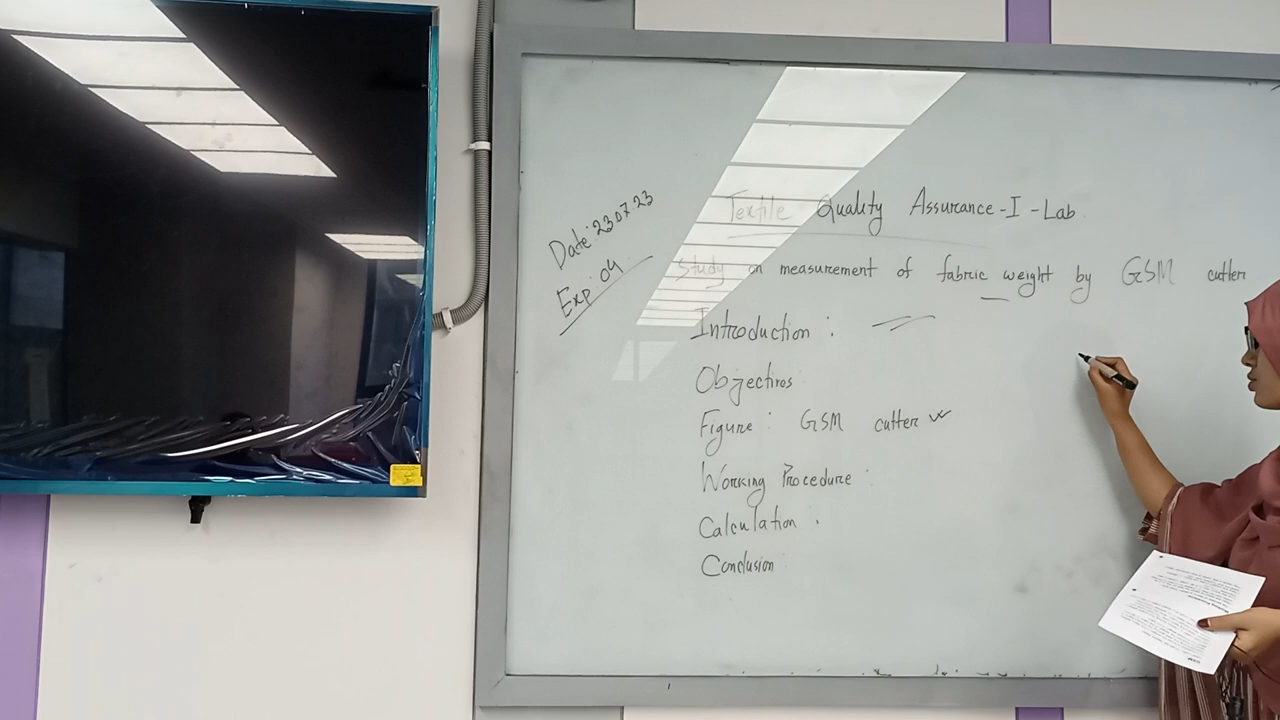 Date: 23 07 23
Exp: 04
Textile Quality Assurance-I-Lab
Study on measurement of fabric weight by GSM cutter
Introduction :
Objectives
Figure : GSM cutter
Working Procedure
Calculation .
Conclusion